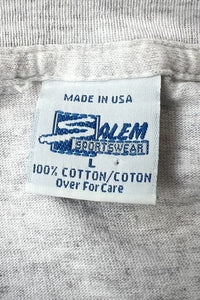 MADE IN USA
SALEM
SPORTSWEAR
L
100% COTTON/COTON
Over For Care